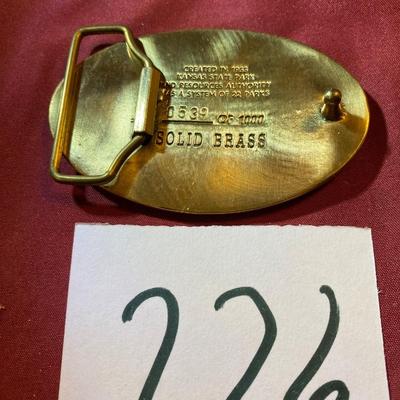 CREATED IN 1955
KANSAS STATE PARK
AND RESOURCES AUTHORITY
AS A SYSTEM OF 22 PARKS
0539 OF 1000
SOLID BRASS
226